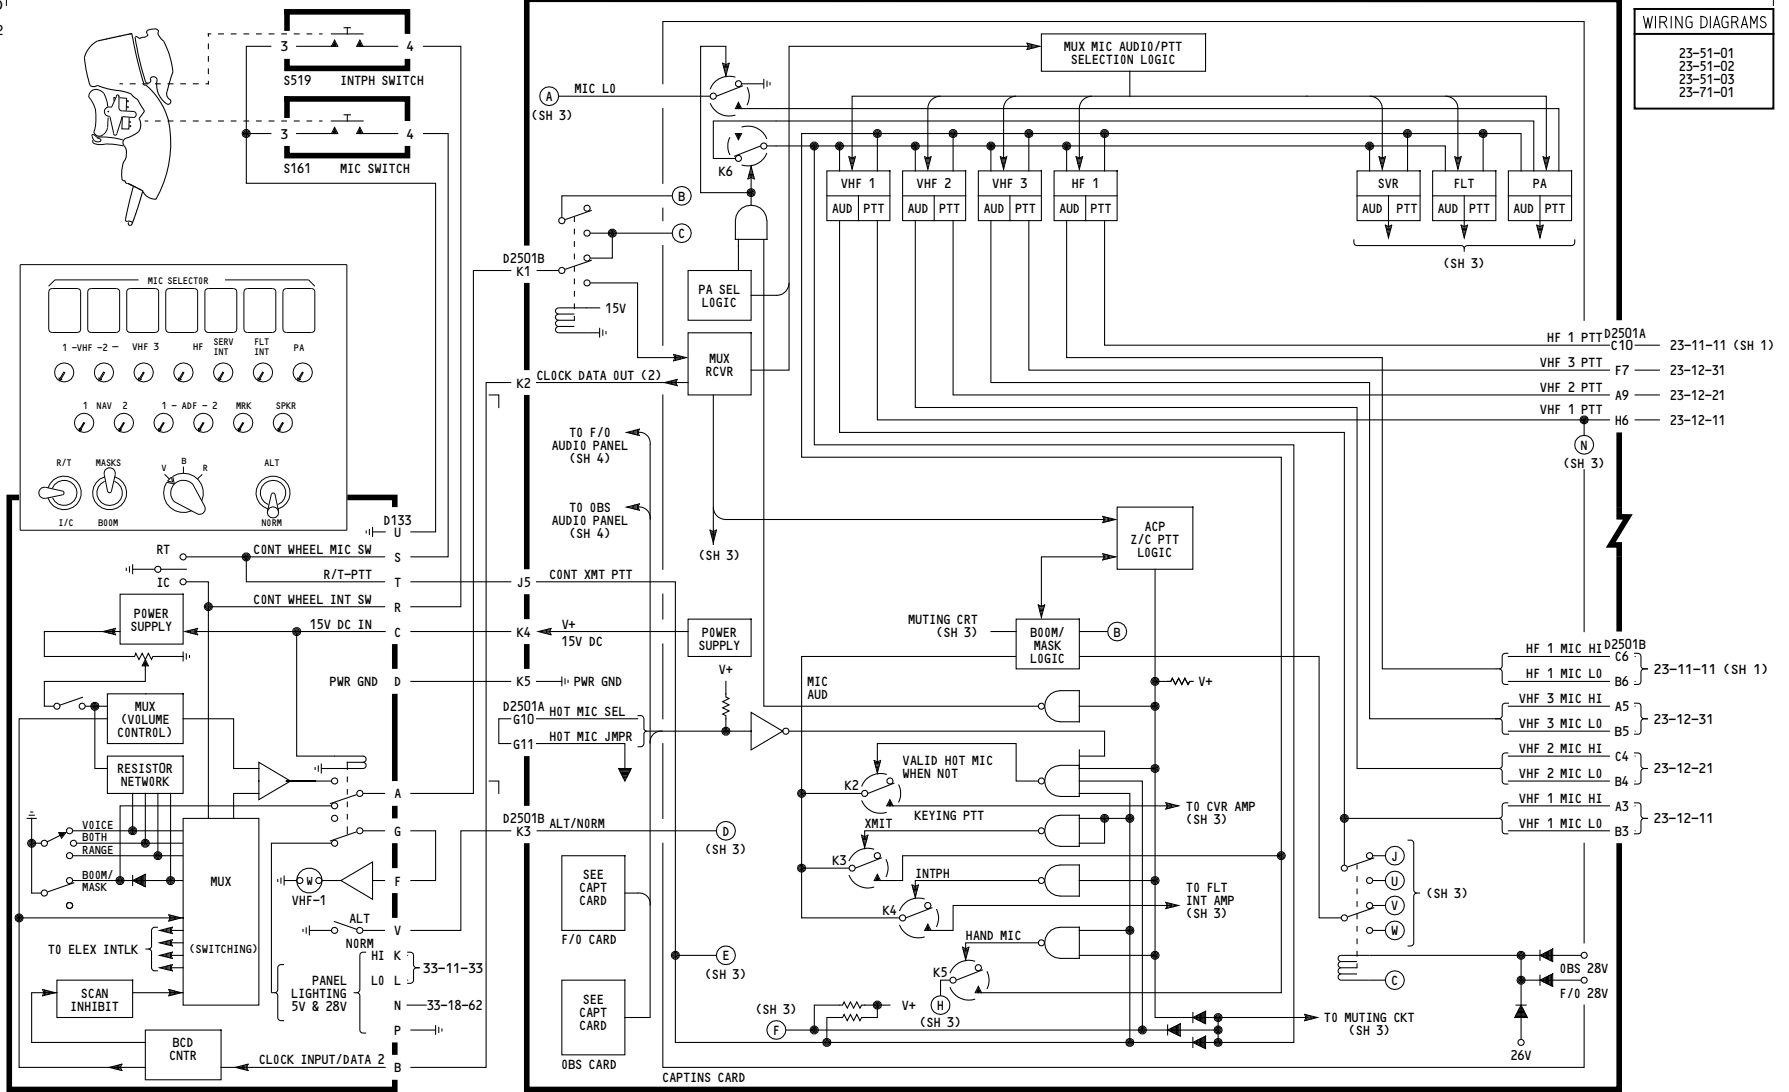 WIRING DIAGRAMS
23-51-01
23-51-02
23-51-03
23-71-01
3
4
S519
INTPH SWITCH
3
4
S161
MIC SWITCH
MIC SELECTOR
1 -VHF -2 -
VHF 3
HF
SERV
INT
FLT
INT
PA
1 NAV 2
1 - ADF - 2
MRK
SPKR
R/T
MASKS
V
B
R
ALT
I/C
BOOM
NORM
D133
U
RT
CONT WHEEL MIC SW
S
R/T-PTT
T
IC
CONT WHEEL INT SW
R
POWER
SUPPLY
15V DC IN
C
PWR GND
D
MUX
(VOLUME
CONTROL)
RESISTOR
NETWORK
A
VOICE
BOTH
RANGE
G
BOOM/
MASK
MUX
(SWITCHING)
W
VHF-1
F
ALT
NORM
V
TO ELEX INTLK
PANEL
LIGHTING
5V & 28V
HI K
LO L
33-11-33
N
33-18-62
P
SCAN
INHIBIT
BCD
CNTR
CLOCK INPUT/DATA 2
B
A
(SH 3)
MIC LO
MUX MIC AUDIO/PTT
SELECTION LOGIC
K6
B
C
D2501B
K1
15V
PA SEL
LOGIC
MUX
RCVR
K2
CLOCK DATA OUT (2)
VHF 1
AUD
PTT
VHF 2
AUD
PTT
VHF 3
AUD
PTT
HF 1
AUD
PTT
SVR
AUD
PTT
FLT
AUD
PTT
PA
AUD
PTT
(SH 3)
HF 1 PTT
D2501A
C10
23-11-11 (SH 1)
VHF 3 PTT
F7
23-12-31
VHF 2 PTT
A9
23-12-21
VHF 1 PTT
H6
23-12-11
N
(SH 3)
TO F/O
AUDIO PANEL
(SH 4)
TO OBS
AUDIO PANEL
(SH 4)
(SH 3)
ACP
Z/C PTT
LOGIC
J5
CONT XMT PTT
K4
V+
15V DC
POWER
SUPPLY
MUTING CRT
(SH 3)
BOOM/
MASK
LOGIC
B
K5
PWR GND
V+
MIC
AUD
V+
D2501A
G10
HOT MIC SEL
G11
HOT MIC JMPR
VALID HOT MIC
WHEN NOT
K2
KEYING PTT
TO CVR AMP
(SH 3)
D2501B
K3
ALT/NORM
D
(SH 3)
XMIT
K3
INTPH
K4
TO FLT
INT AMP
(SH 3)
HAND MIC
K5
H
(SH 3)
SEE
CAPT
CARD
F/O CARD
SEE
CAPT
CARD
OBS CARD
E
(SH 3)
(SH 3)
F
V+
TO MUTING CKT
(SH 3)
CAPTINS CARD
HF 1 MIC HI
D2501B
C6
HF 1 MIC LO
B6
23-11-11 (SH 1)
VHF 3 MIC HI
A5
VHF 3 MIC LO
B5
23-12-31
VHF 2 MIC HI
C4
VHF 2 MIC LO
B4
23-12-21
VHF 1 MIC HI
A3
VHF 1 MIC LO
B3
23-12-11
J
U
V
W
(SH 3)
C
OBS 28V
F/O 28V
26V